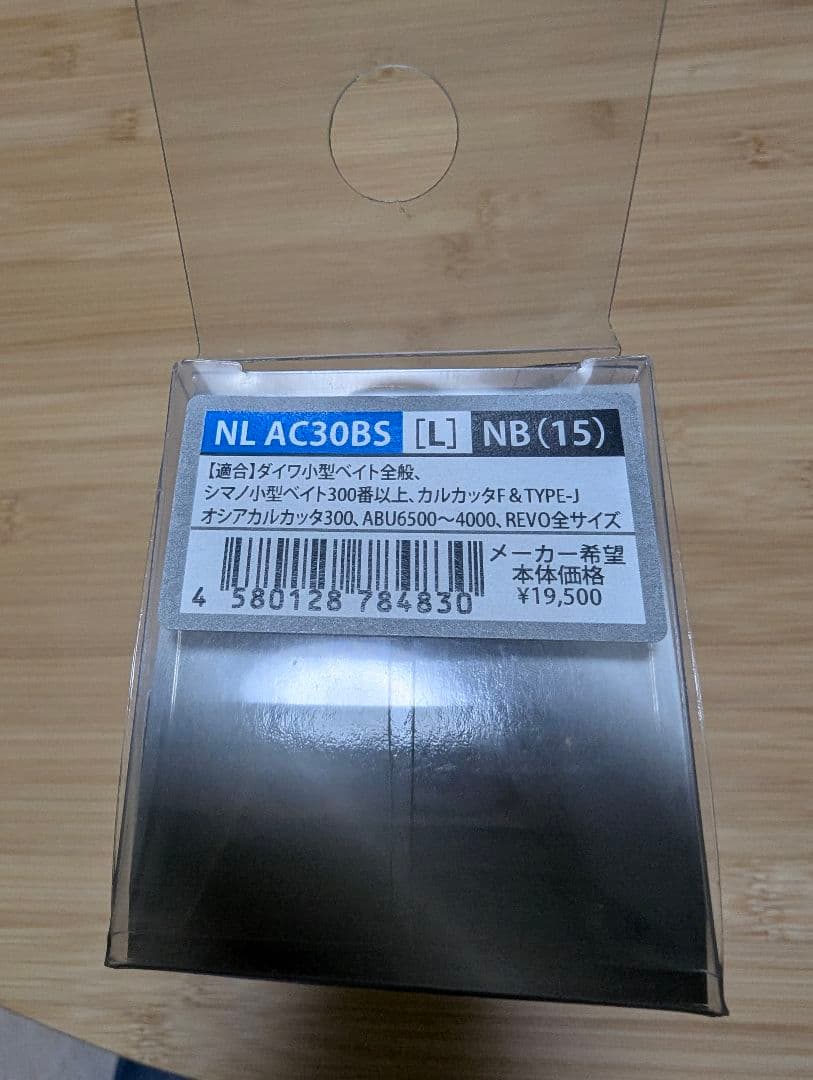 NL AC30BS [L] NB(15)
【適合】ダイワ小型ベイト全般、
シマノ小型ベイト300番以上、カルカッタF&TYPE-J
オシアカルカッタ300、ABU6500～4000、REVO全サイズ
メーカー希望
本体価格
¥19,500
4 580128 784830